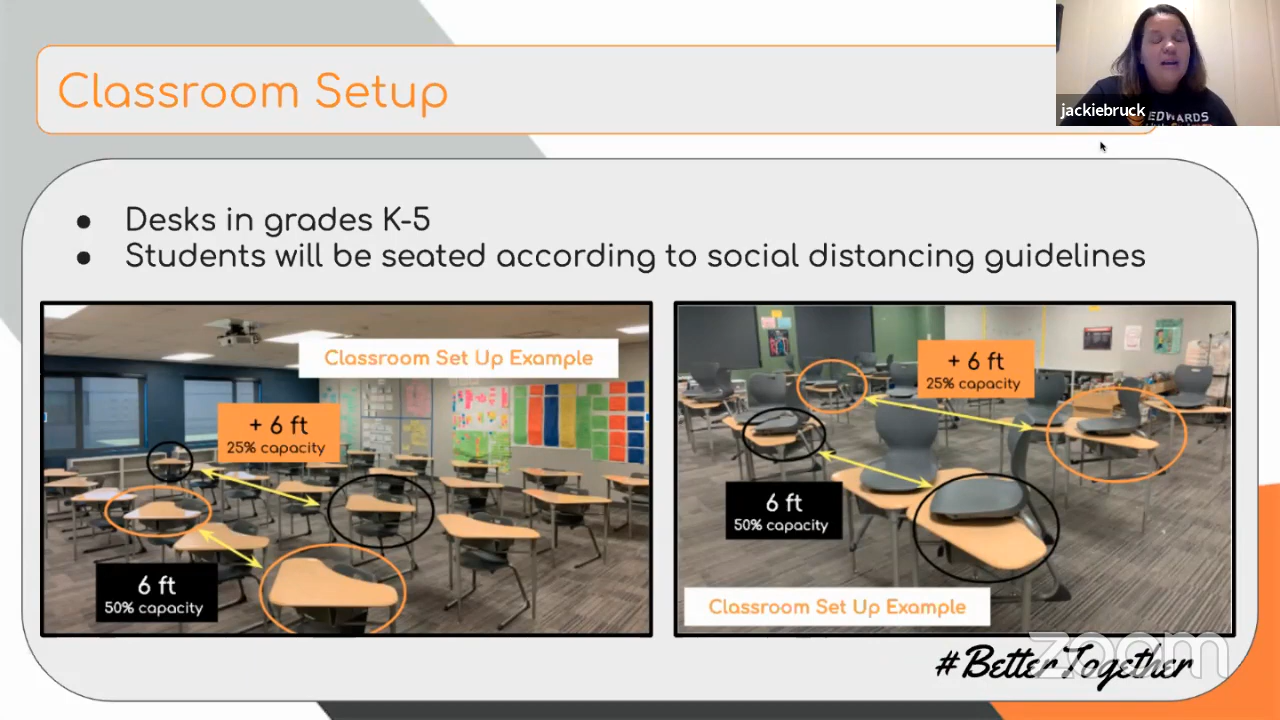 Classroom Setup
jackiebruck
EDWARDS
● Desks in grades K-5
● Students will be seated according to social distancing guidelines
Classroom Set Up Example
+ 6 ft
25% capacity
6 ft
50% capacity
+ 6 ft
25% capacity
6 ft
50% capacity
Classroom Set Up Example
#BetterTogether
zoom